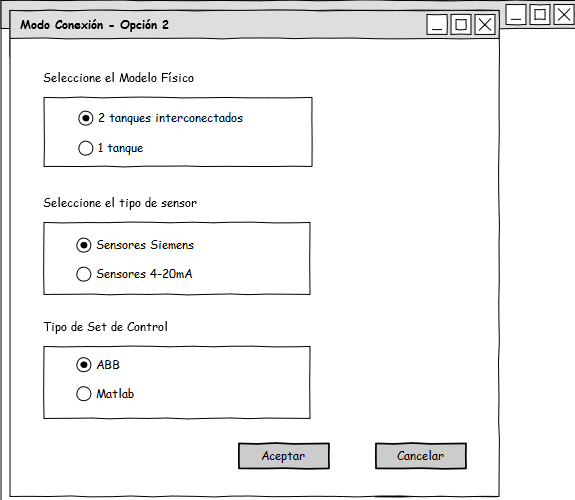 Modo Conexión - Opción 2
Seleccione el Modelo Físico
2 tanques interconectados
1 tanque
Seleccione el tipo de sensor
Sensores Siemens
Sensores 4-20mA
Tipo de Set de Control
ABB
Matlab
Aceptar Cancelar